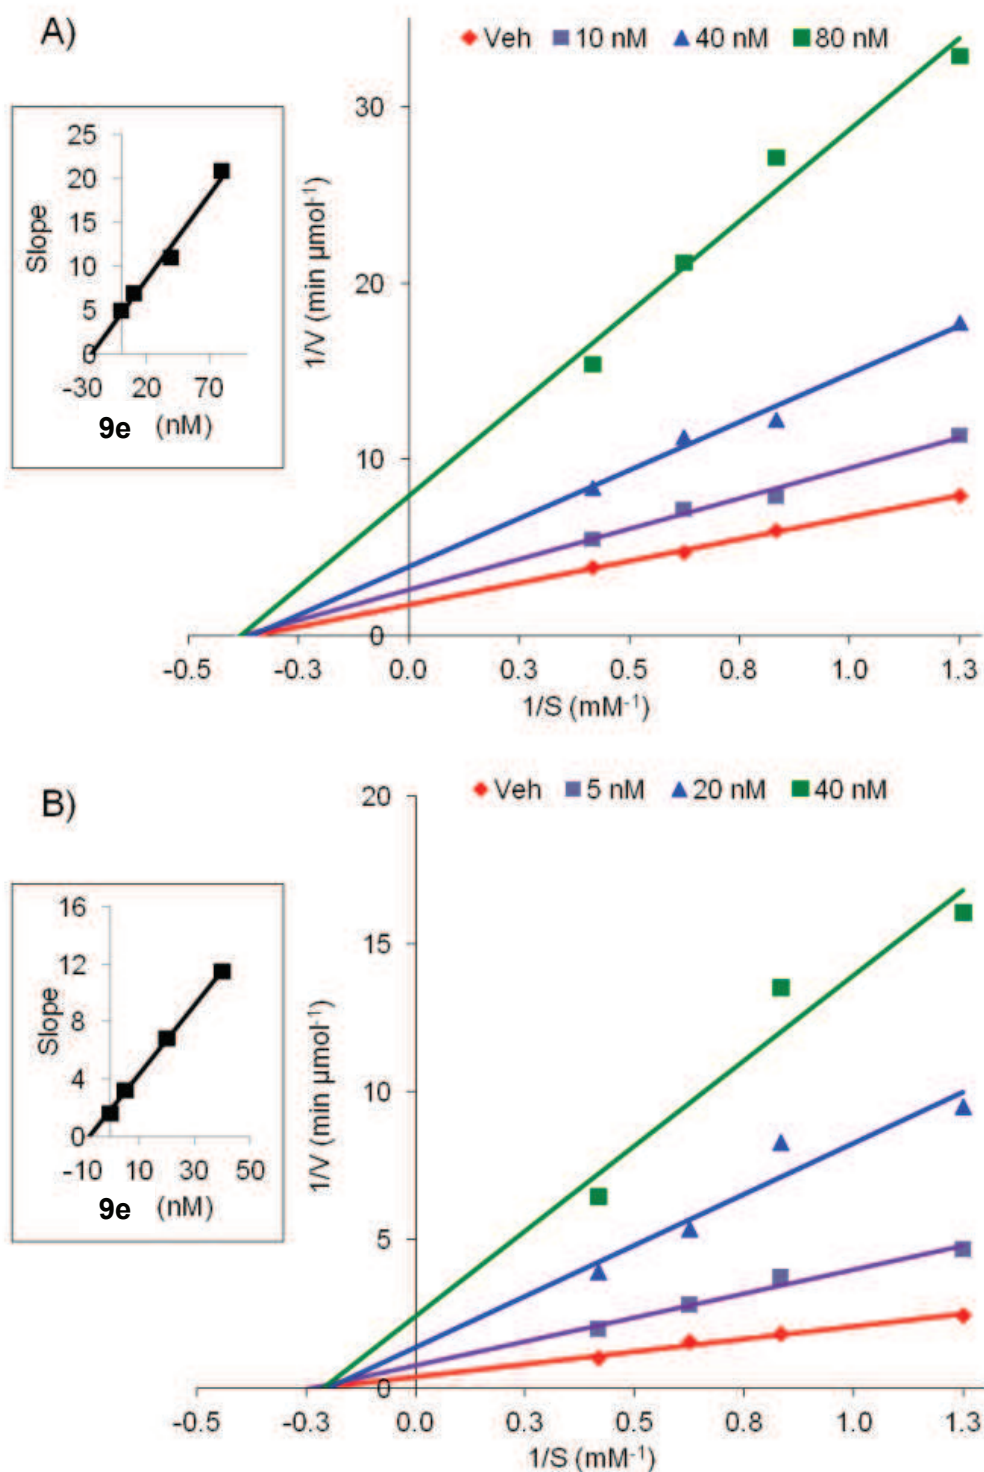 A)
Veh 10 nM 40 nM 80 nM
30
20
10
0
1/V (min µmol⁻¹)
-0.5 -0.3 0.0 0.3 0.5 0.8 1.0 1.3
1/S (mM⁻¹)
25
20
15
10
5
0
Slope
-30 20 70
9e (nM)
B)
Veh 5 nM 20 nM 40 nM
20
15
10
5
0
1/V (min µmol⁻¹)
-0.5 -0.3 0.0 0.3 0.5 0.8 1.0 1.3
1/S (mM⁻¹)
16
12
8
4
0
Slope
-10 10 30 50
9e (nM)